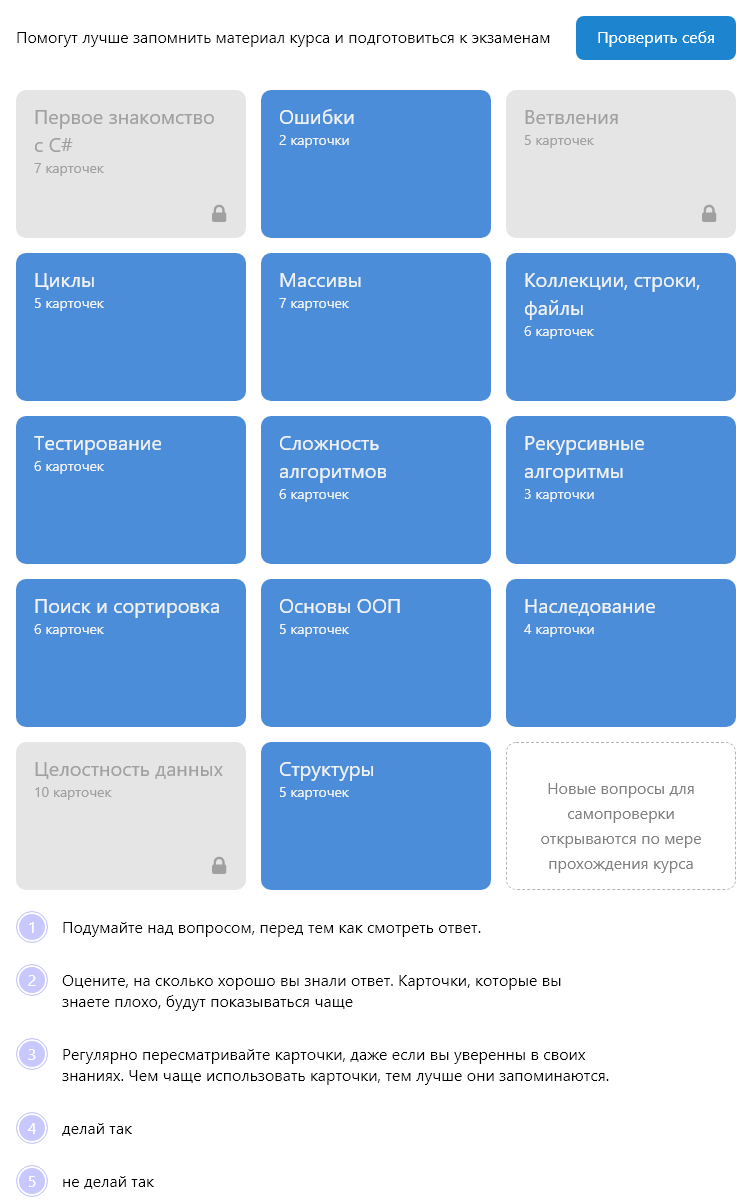 Помогут лучше запомнить материал курса и подготовиться к экзаменам
Проверить себя
Первое знакомство
с C#
7 карточек
Ошибки
2 карточки
Ветвления
5 карточек
Циклы
5 карточек
Массивы
7 карточек
Коллекции, строки,
файлы
6 карточек
Тестирование
6 карточек
Сложность
алгоритмов
6 карточек
Рекурсивные
алгоритмы
3 карточки
Поиск и сортировка
6 карточек
Основы ООП
5 карточек
Наследование
4 карточки
Целостность данных
10 карточек
Структуры
5 карточек
Новые вопросы для
самопроверки
открываются по мере
прохождения курса
1 Подумайте над вопросом, перед тем как смотреть ответ.
2 Оцените, на сколько хорошо вы знали ответ. Карточки, которые вы
знаете плохо, будут показываться чаще
3 Регулярно пересматривайте карточки, даже если вы уверенны в своих
знаниях. Чем чаще использовать карточки, тем лучше они запоминаются.
4 делай так
5 не делай так